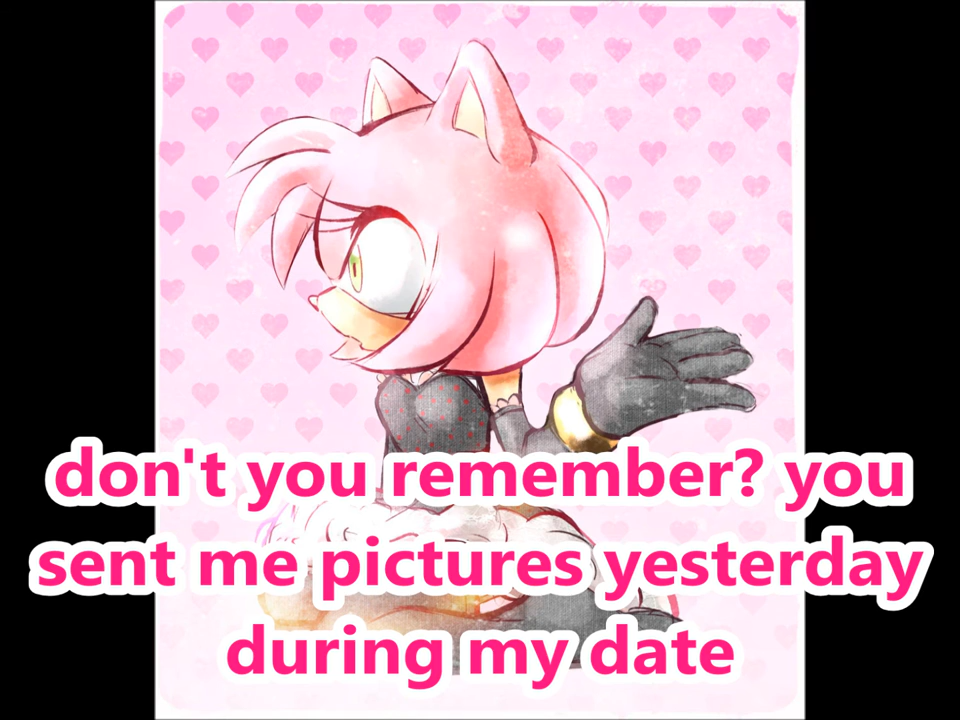 don't you remember? you
sent me pictures yesterday
during my date